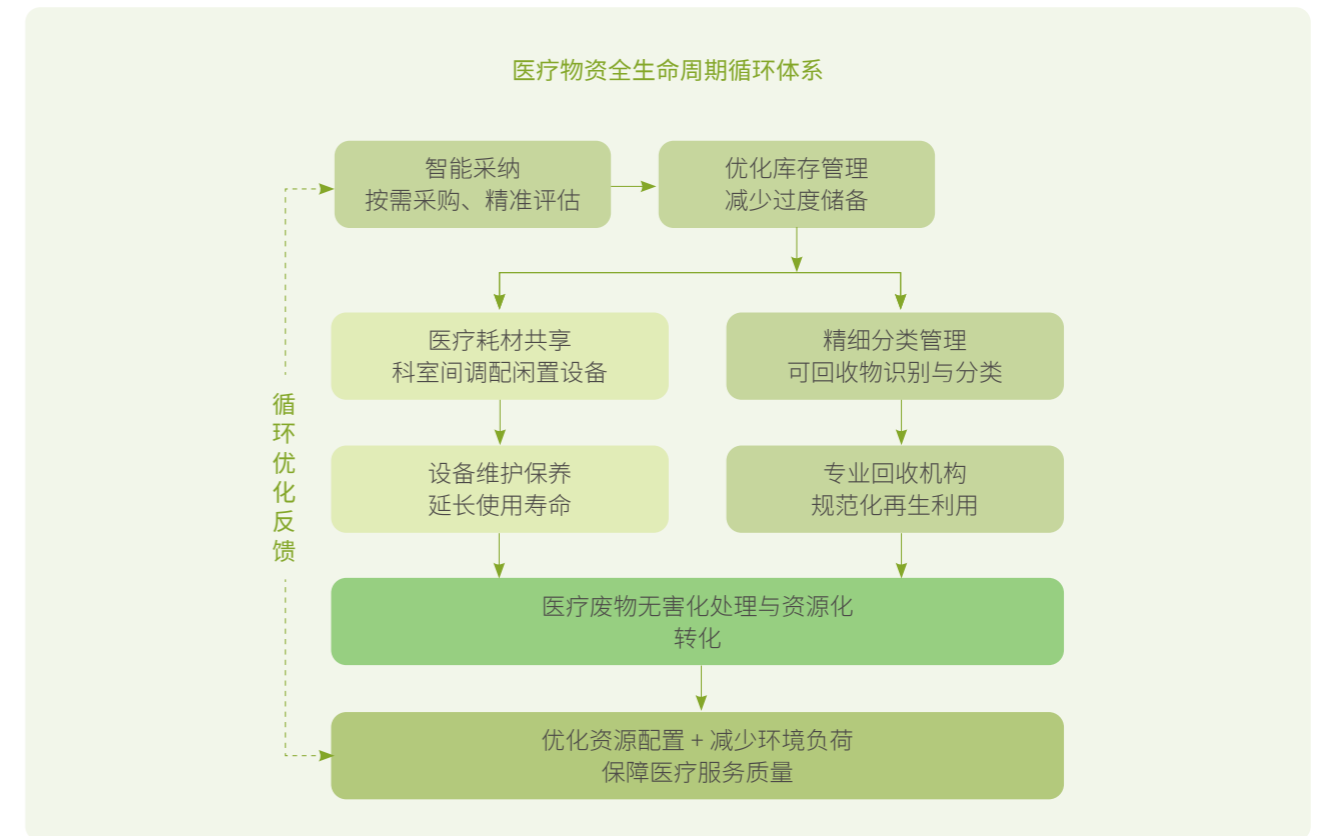 医疗物资全生命周期循环体系
智能采纳
按需采购、精准评估
优化库存管理
减少过度储备
医疗耗材共享
科室间调配闲置设备
精细分类管理
可回收物识别与分类
循环优化反馈
设备维护保养
延长使用寿命
专业回收机构
规范化再生利用
医疗废物无害化处理与资源化
转化
优化资源配置 + 减少环境负荷
保障医疗服务质量